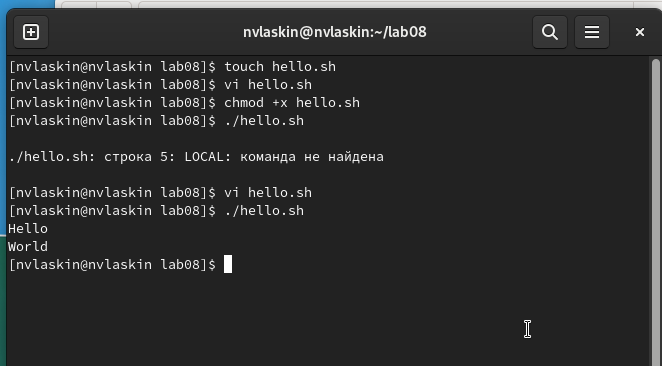 nvlaskin@nvlaskin:~/lab08
[nvlaskin@nvlaskin lab08]$ touch hello.sh
[nvlaskin@nvlaskin lab08]$ vi hello.sh
[nvlaskin@nvlaskin lab08]$ chmod +x hello.sh
[nvlaskin@nvlaskin lab08]$ ./hello.sh
./hello.sh: строка 5: LOCAL: команда не найдена
[nvlaskin@nvlaskin lab08]$ vi hello.sh
[nvlaskin@nvlaskin lab08]$ ./hello.sh
Hello
World
[nvlaskin@nvlaskin lab08]$